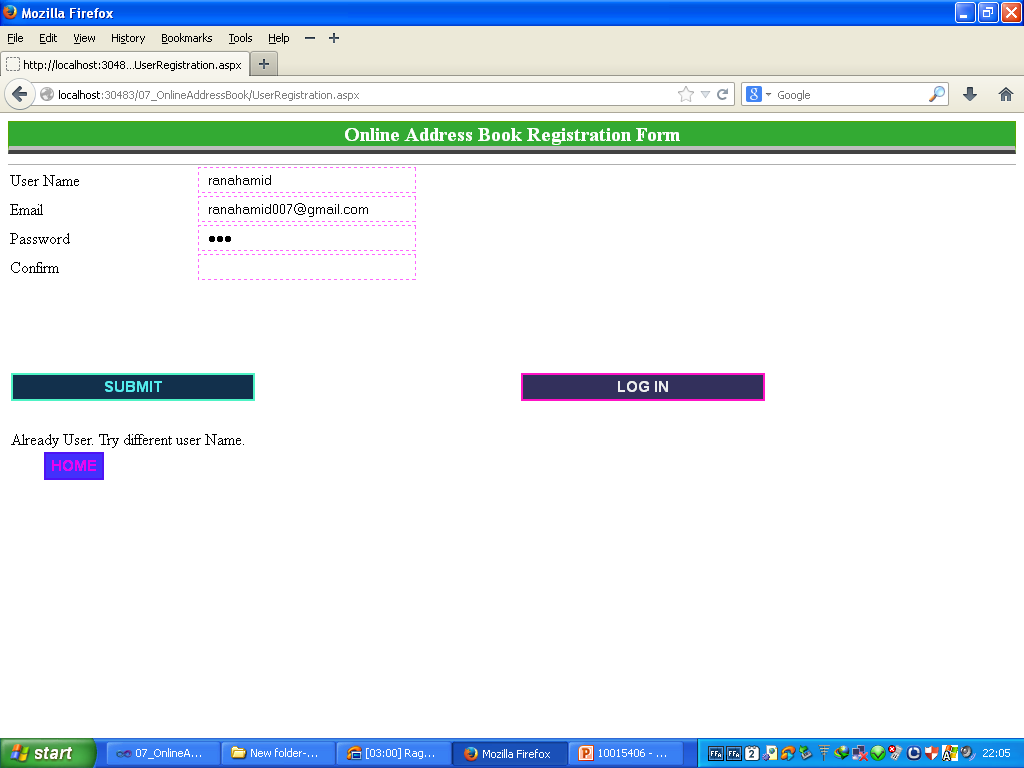 Mozilla Firefox
File Edit View History Bookmarks Tools Help
http://localhost:3048...UserRegistration.aspx
localhost:30483/07_OnlineAddressBook/UserRegistration.aspx
8 Google
Online Address Book Registration Form
User Name ranahamid
Email ranahamid007@gmail.com
Password
Confirm
SUBMIT LOG IN
Already User. Try different user Name.
HOME
start 07_OnlineA... New folder-... [03:00] Rag... Mozilla Firefox 10015406 - ... 2 22:05